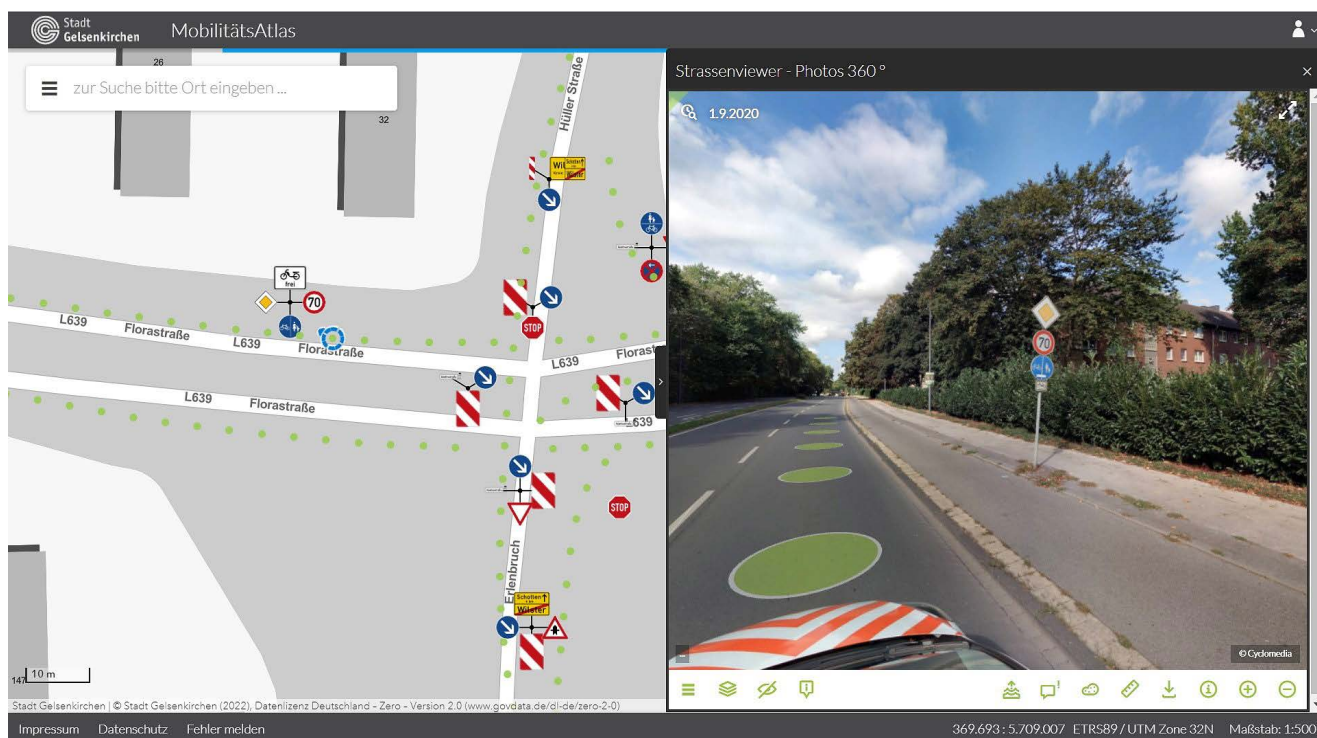 Stadt
Gelsenkirchen
MobilitätsAtlas
zur Suche bitte Ort eingeben ...
26
32
Hüller Straße
Wil
Wilster
frei
70
STOP
L639
Florastraße
L639
Florastraße
L639
Florast
L639
Florastraße
639
STOP
Erlenbruch
Scholten
Wilster
147
10 m
Stadt Gelsenkirchen | © Stadt Gelsenkirchen (2022), Datenlizenz Deutschland - Zero - Version 2.0 (www.govdata.de/dl-de/zero-2-0)
Strassenviewer - Photos 360 °
1.9.2020
70
© Cyclomedia
Impressum Datenschutz Fehler melden
369.693 : 5.709.007 ETRS89 / UTM Zone 32N Maßstab: 1:500